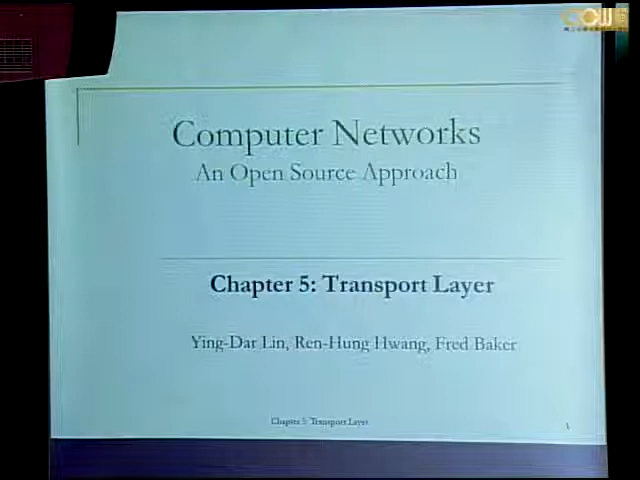 Computer Networks
An Open Source Approach
Chapter 5: Transport Layer
Ying-Dar Lin, Ren-Hung Hwang, Fred Baker
Chapter 5: Transport Layer
1